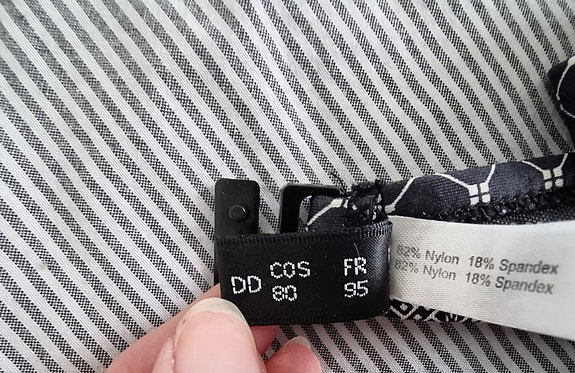 DD COS FR
80 95
82% Nylon 18% Spandex
82% Nylon 18% Spandex